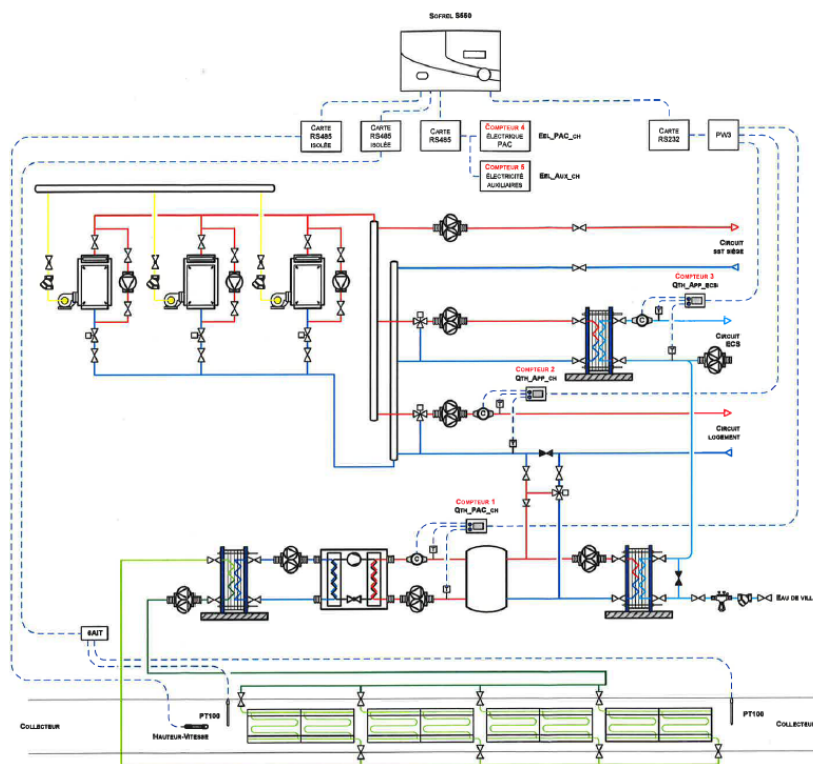 SOFREL S550
CARTE
RS485
ISOLÉE
CARTE
RS485
ISOLÉE
CARTE
RS485
COMPTEUR 4
ÉLECTRIQUE
PAC
EEL_PAC_CH
CARTE
RS232
PW3
COMPTEUR 5
ÉLECTRICITÉ
AUXILIAIRES
EEL_AUX_CH
CIRCUIT
SST SIÈGE
COMPTEUR 3
QTH_APP_ECSI
C
CIRCUIT
ECS
COMPTEUR 2
QTH_APP_CH
C
CIRCUIT
LOGEMENT
COMPTEUR 1
QTH_PAC_CH
C
EAU DE VILL
8AIT
PT100
COLLECTEUR
HAUTEUR-VITESSE
PT100
COLLECTEUR